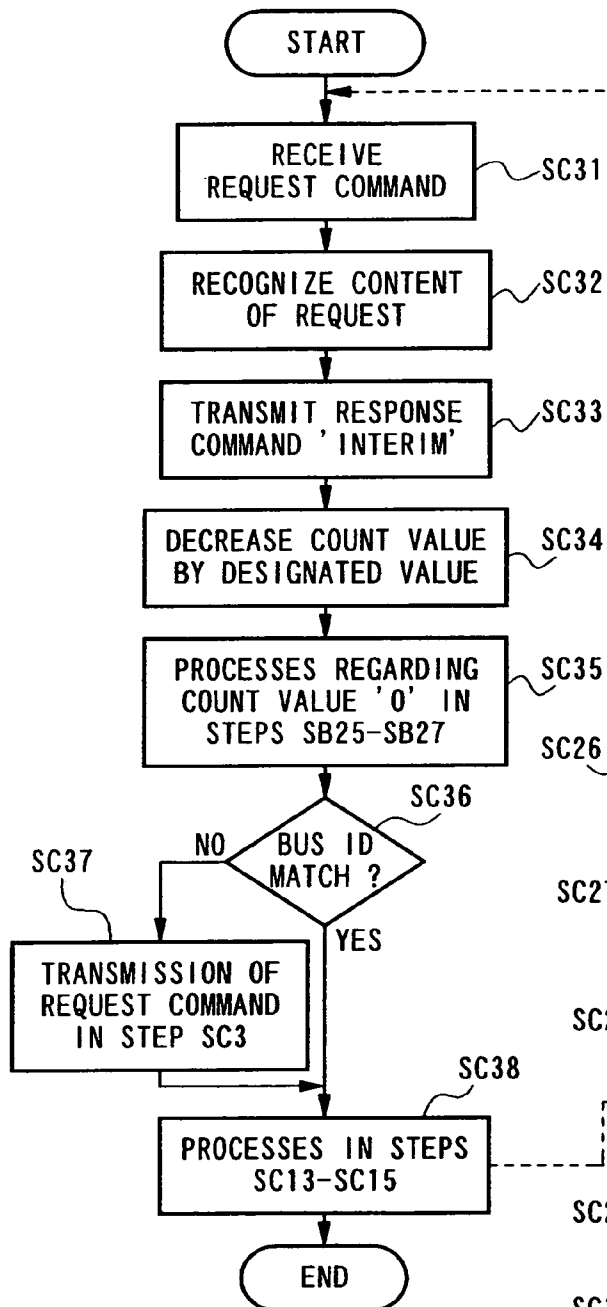 START
RECEIVE
REQUEST COMMAND
SC31
RECOGNIZE CONTENT
OF REQUEST
SC32
TRANSMIT RESPONSE
COMMAND 'INTERIM'
SC33
DECREASE COUNT VALUE
BY DESIGNATED VALUE
SC34
PROCESSES REGARDING
COUNT VALUE '0' IN
STEPS SB25-SB27
SC35
SC26
SC36
BUS ID
MATCH ?
NO
YES
SC37
SC27
TRANSMISSION OF
REQUEST COMMAND
IN STEP SC3
SC38
PROCESSES IN STEPS
SC13-SC15
END